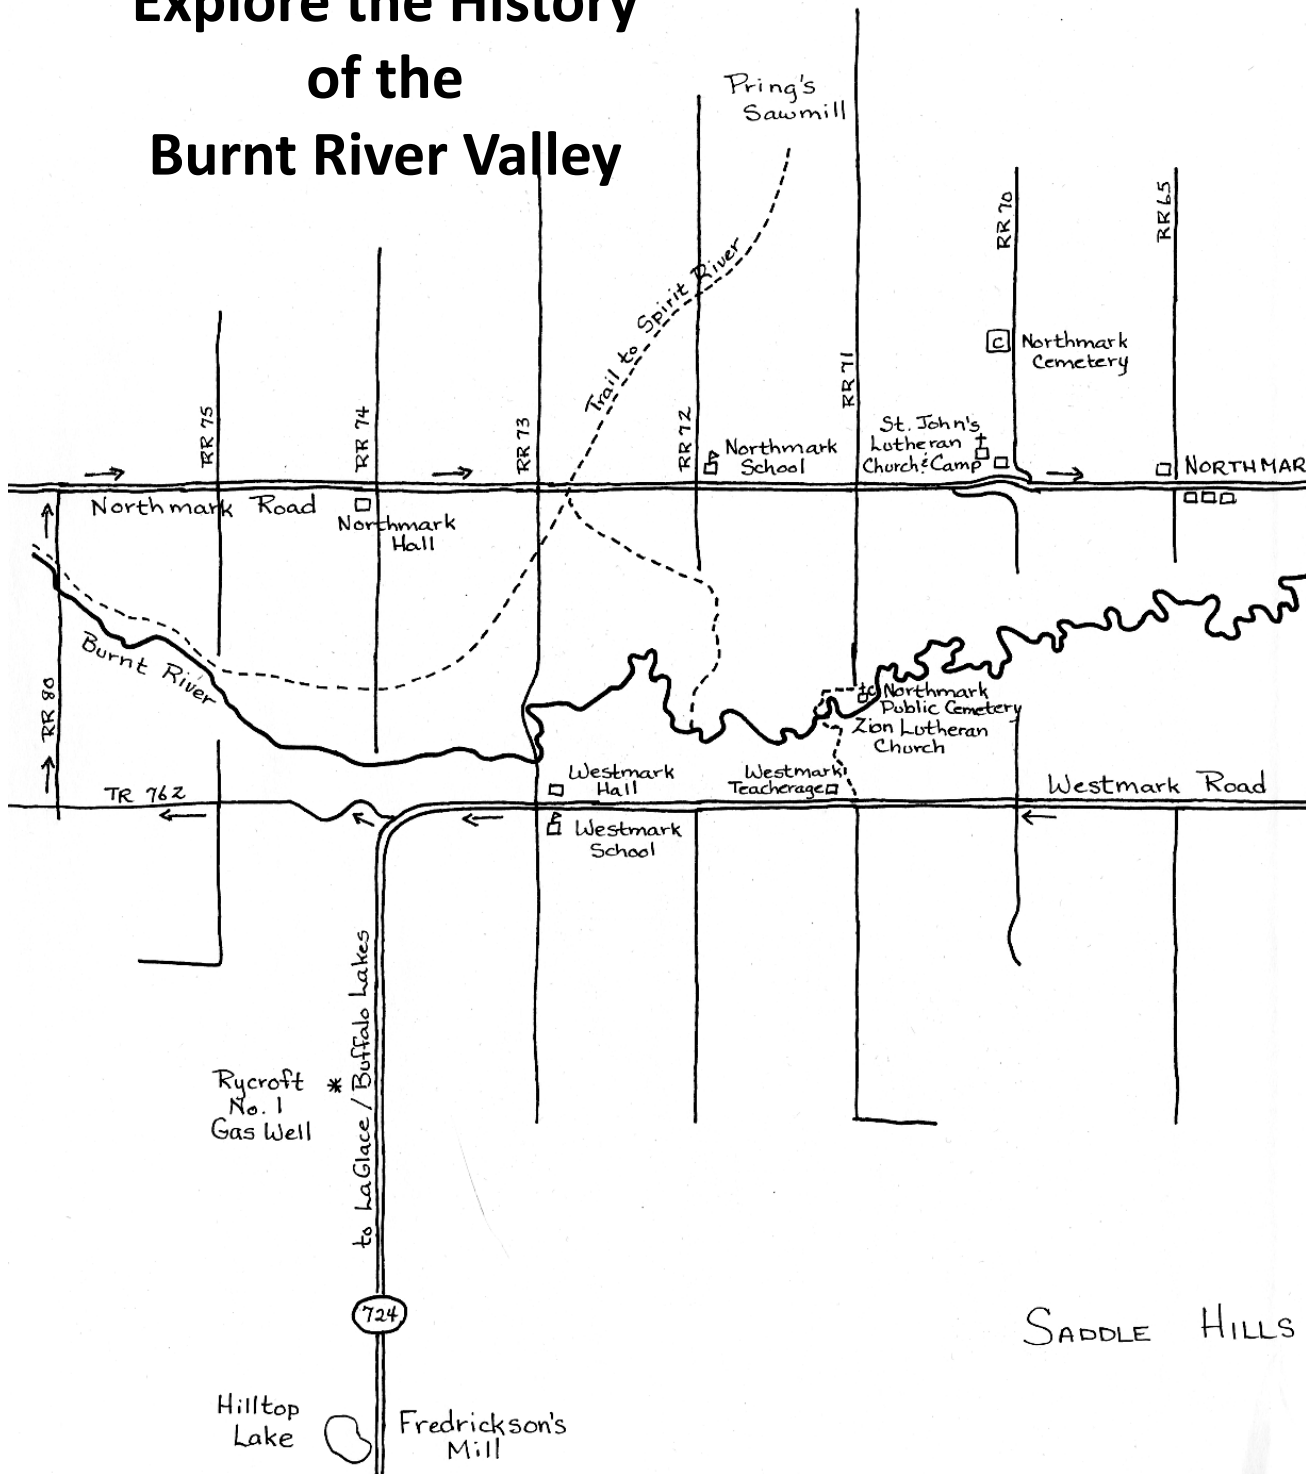 Explore the History
of the
Burnt River Valley
Pring's
Sawmill
RR 70
RR 65
Trail to Spirit River
C
Northmark
Cemetery
RR 75
RR 74
RR 73
RR 72
RR 71
Northmark
School
St. John's
Lutheran
Church & Camp
NORTHMAR
Northmark Road
Northmark
Hall
Burnt River
RR 80
C
Northmark
Public Cemetery
Zion Lutheran
Church
TR 762
Westmark
Hall
Westmark
Teacherage
Westmark Road
Westmark
School
to LaGlace / Buffalo Lakes
Rycroft
No. 1
Gas Well
724
SADDLE HILLS
Hilltop
Lake
Fredrickson's
Mill